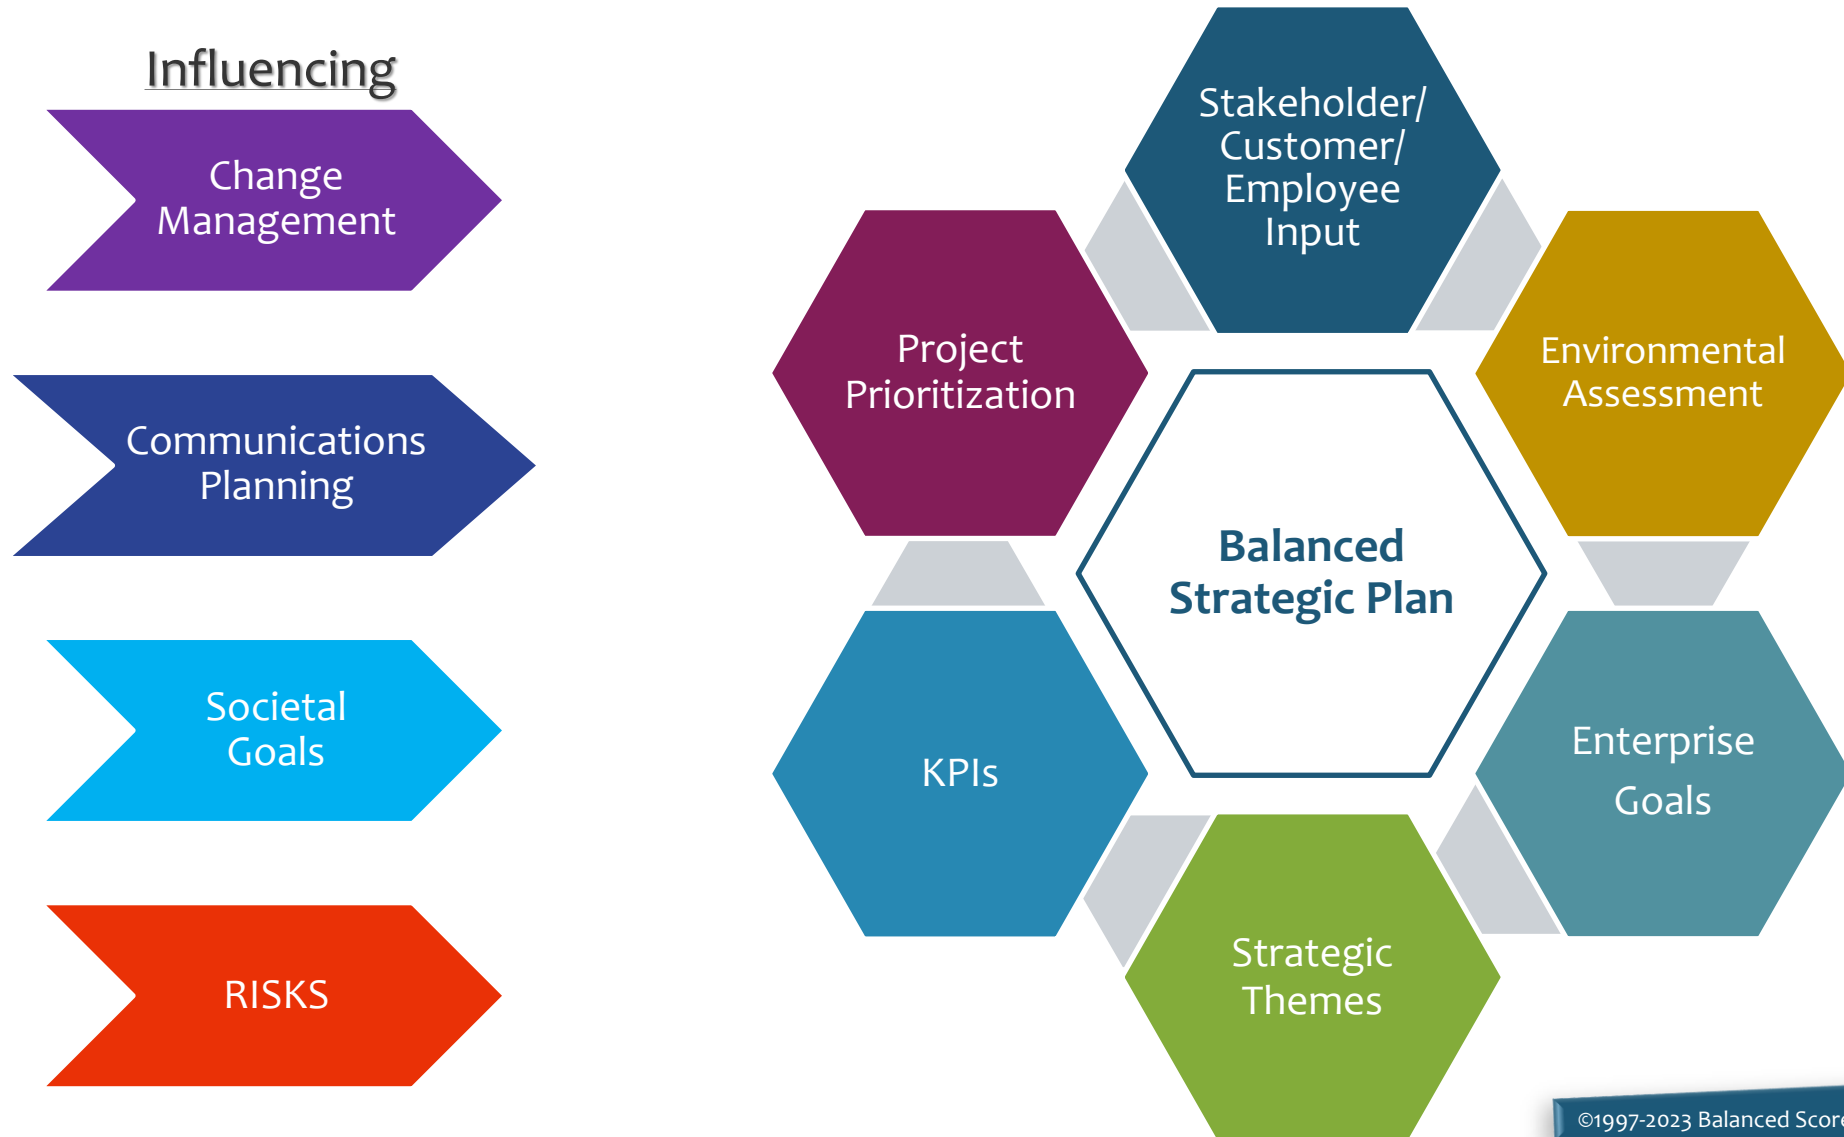 Influencing
Change
Management
Communications
Planning
Societal
Goals
RISKS
Stakeholder/
Customer/
Employee
Input
Environmental
Assessment
Enterprise
Goals
Strategic
Themes
KPIs
Project
Prioritization
Balanced
Strategic Plan
©1997-2023 Balanced